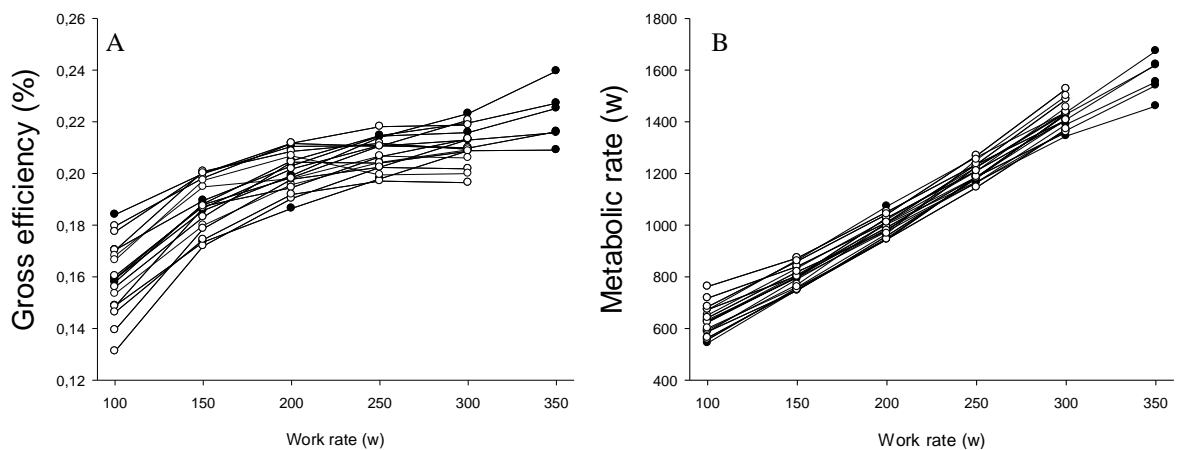 A
Gross efficiency (%)
0,26
0,24
0,22
0,20
0,18
0,16
0,14
0,12
100 150 200 250 300 350
Work rate (w)
B
Metabolic rate (w)
1800
1600
1400
1200
1000
800
600
400
100 150 200 250 300 350
Work rate (w)